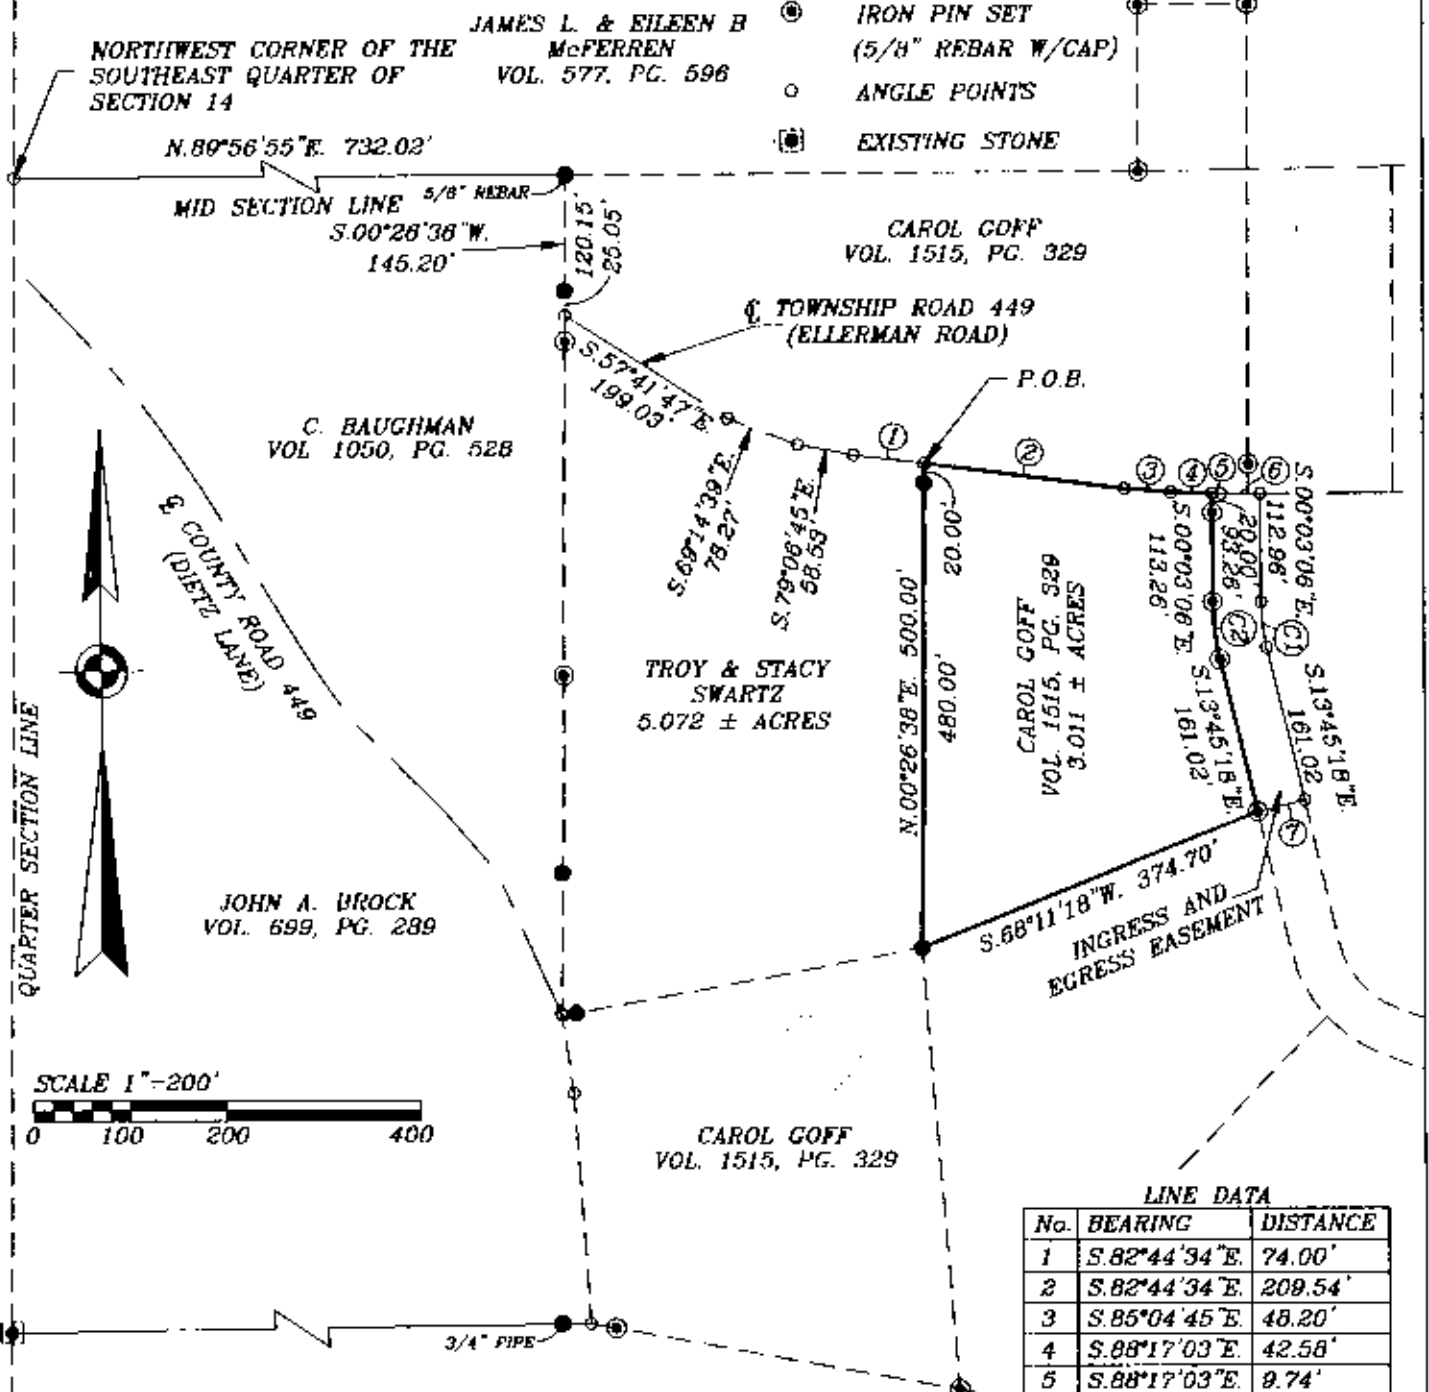 JAMES L. & EILEEN B
McFERREN
VOL. 577, PG. 596
IRON PIN SET
(5/8" REBAR W/CAP)
ANGLE POINTS
EXISTING STONE
NORTHWEST CORNER OF THE
SOUTHEAST QUARTER OF
SECTION 14
N.89°56'55"E. 732.02'
MID SECTION LINE
5/8" REBAR
S.00°26'38"W.
145.20'
120.15'
25.05'
CAROL GOFF
VOL. 1515, PG. 329
℄ TOWNSHIP ROAD 449
(ELLERMAN ROAD)
P.O.B.
S.57°41'47"E.
199.03'
C. BAUGHMAN
VOL 1050, PG. 528
1
2
3
4
5
6
S.69°14'39"E.
78.27'
S.79°06'45"E.
58.53'
20.00'
N.00°26'38"E. 500.00'
480.00'
CAROL GOFF
VOL. 1515, PG. 329
3.011 ± ACRES
S.00°03'06"E.
113.26'
20.00'
93.26'
S.00°03'06"E.
112.96'
C2
C1
S.13°45'18"E.
161.02'
S.13°45'18"E.
161.02
7
℄ COUNTY ROAD 449
(DIETZ LANE)
TROY & STACY
SWARTZ
5.072 ± ACRES
QUARTER SECTION LINE
JOHN A. BROCK
VOL. 699, PG. 289
S.68°11'18"W. 374.70'
INGRESS AND
EGRESS EASEMENT
SCALE 1"=200'
0 100 200 400
CAROL GOFF
VOL. 1515, PG. 329
3/4" PIPE
LINE DATA
No. BEARING DISTANCE
1 S.82°44'34"E. 74.00'
2 S.82°44'34"E. 209.54'
3 S.85°04'45"E. 48.20'
4 S.88°17'03"E. 42.58'
5 S.88°17'03"E. 9.74'